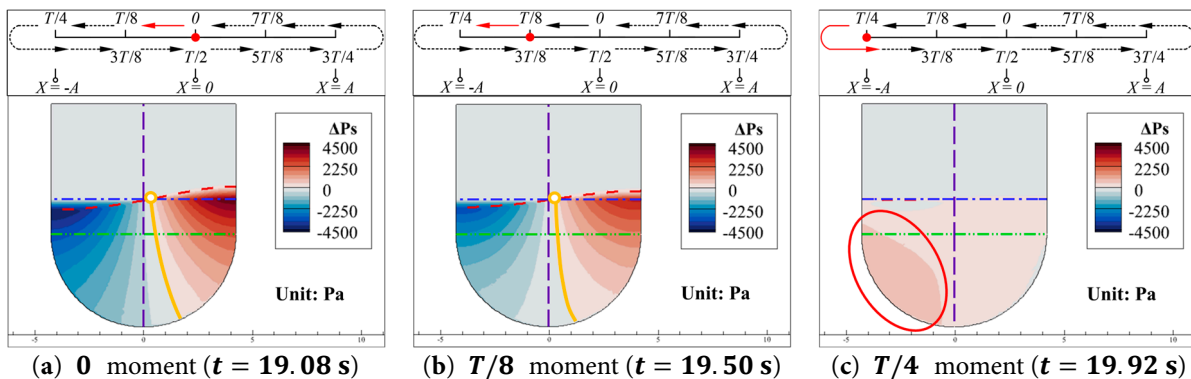 T/4 T/8 0 7T/8
3T/8 T/2 5T/8 3T/4
X=-A X=0 X=A
ΔPs
4500
2250
0
-2250
-4500
Unit: Pa
-5 0 5 10
(a) 0 moment (t = 19.08 s)
T/4 T/8 0 7T/8
3T/8 T/2 5T/8 3T/4
X=-A X=0 X=A
ΔPs
4500
2250
0
-2250
-4500
Unit: Pa
-5 0 5 10
(b) T/8 moment (t = 19.50 s)
T/4 T/8 0 7T/8
3T/8 T/2 5T/8 3T/4
X=-A X=0 X=A
ΔPs
4500
2250
0
-2250
-4500
Unit: Pa
-5 0 5 10
(c) T/4 moment (t = 19.92 s)